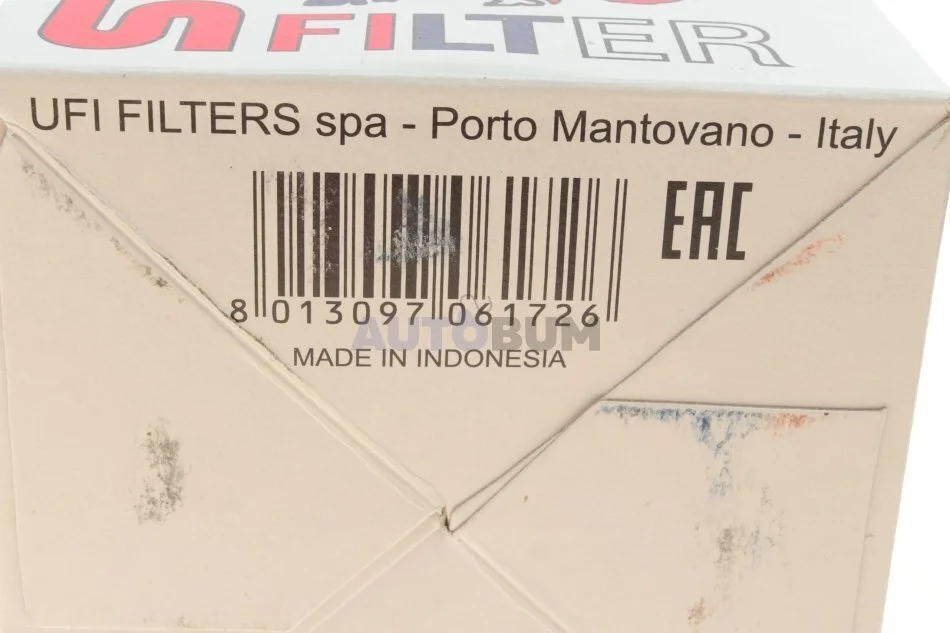 FILTER
UFI FILTERS spa - Porto Mantovano - Italy
EAC
8 013097 061726
AUTOBUM
MADE IN INDONESIA